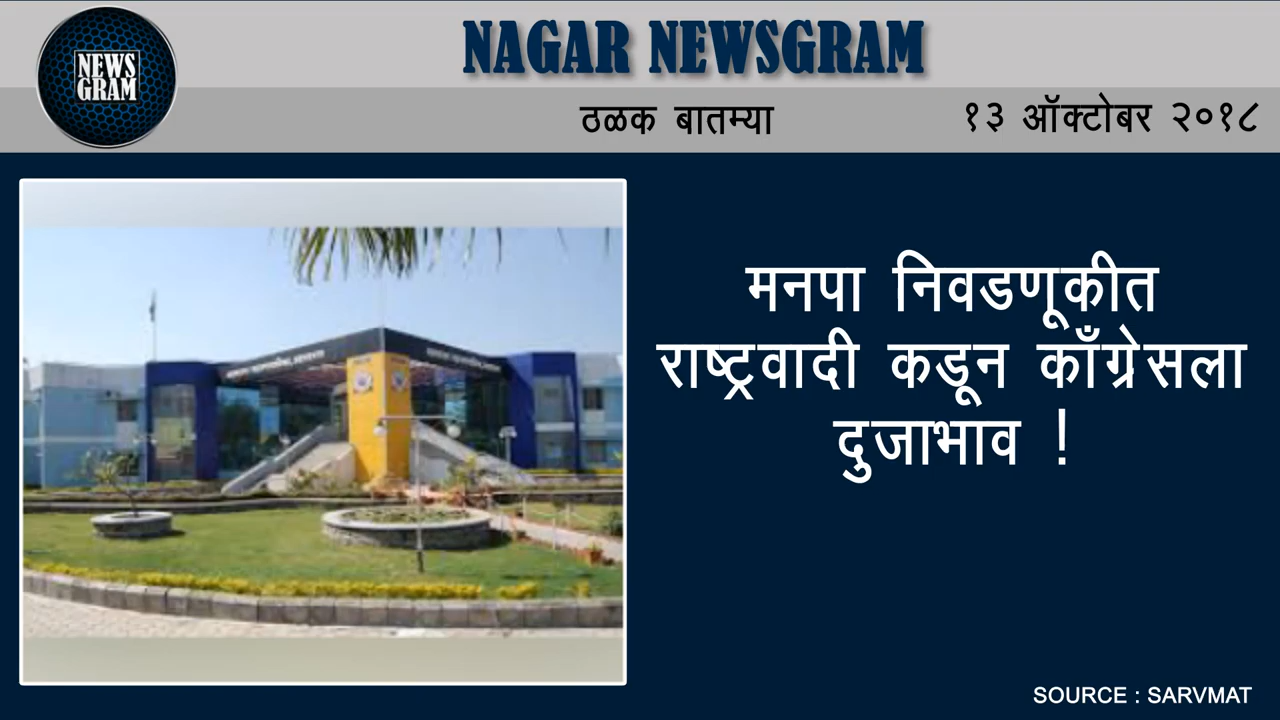 NEWS
GRAM
NAGAR NEWSGRAM
ठळक बातम्या
१३ ऑक्टोबर २०१८
मनपा निवडणूकीत
राष्ट्रवादी कडून काँग्रेसला
दुजाभाव !
SOURCE : SARVMAT